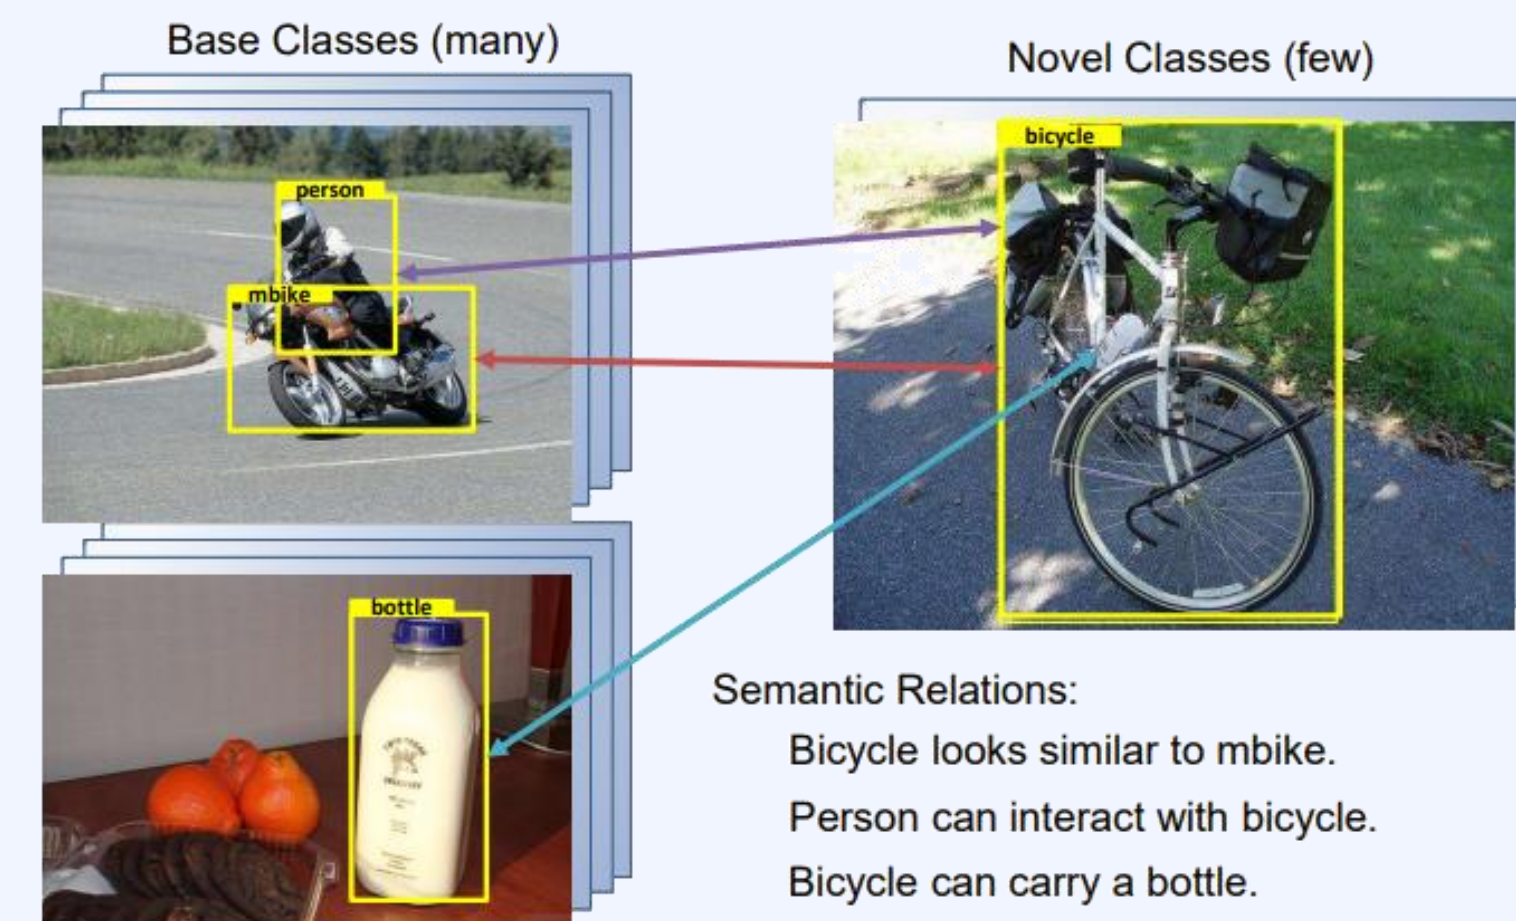 Base Classes (many)
Novel Classes (few)
person
mbike
bicycle
bottle
Semantic Relations:
Bicycle looks similar to mbike.
Person can interact with bicycle.
Bicycle can carry a bottle.